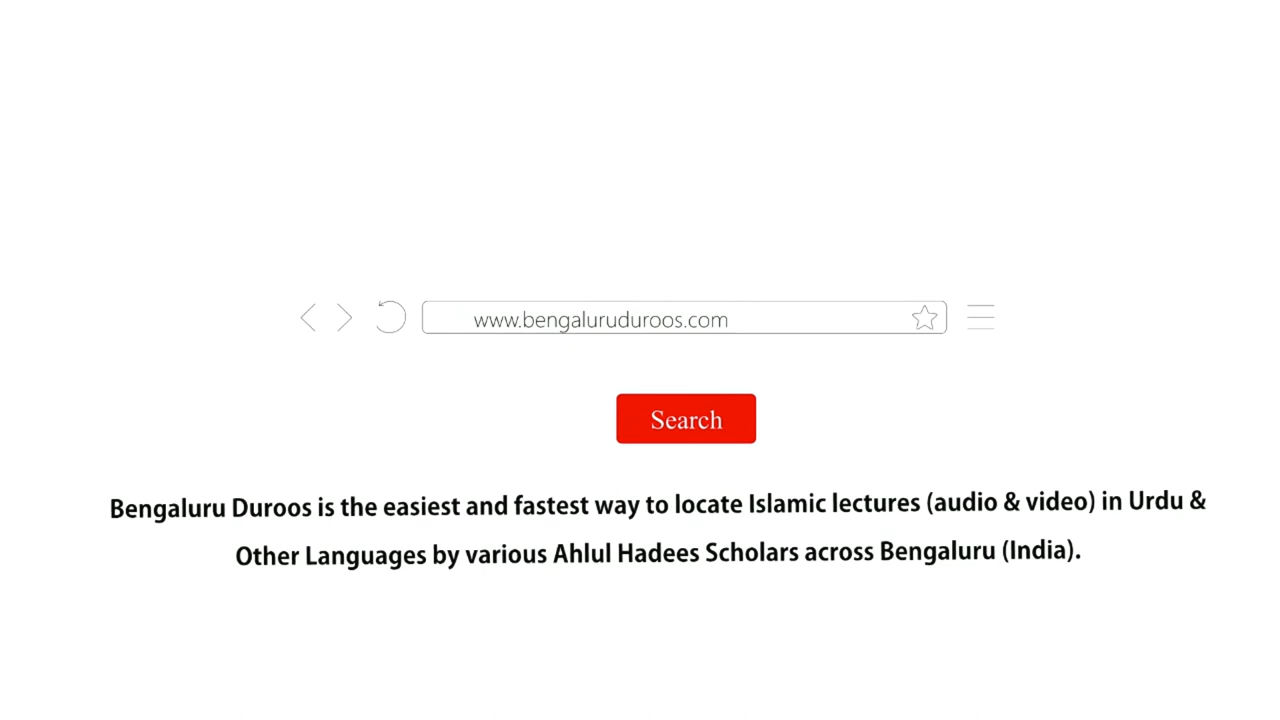 www.bengaluruduroos.com
Search
Bengaluru Duroos is the easiest and fastest way to locate Islamic lectures (audio & video) in Urdu &
Other Languages by various Ahlul Hadees Scholars across Bengaluru (India).